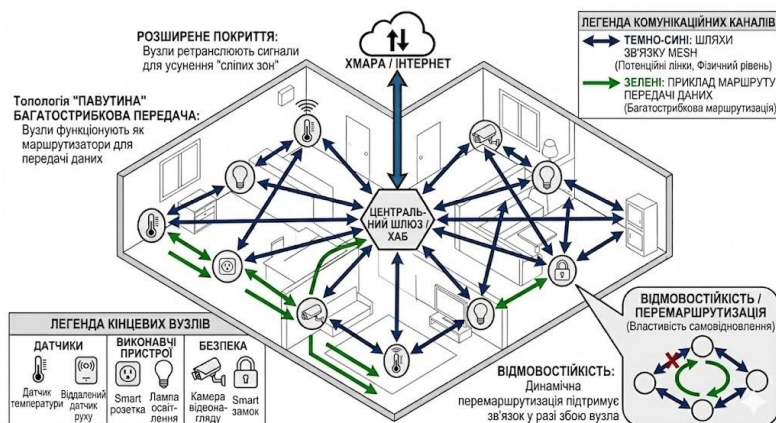 РОЗШИРЕНЕ ПОКРИТТЯ:
Вузли ретранслюють сигнали
для усунення "сліпих зон"
ХМАРА / ІНТЕРНЕТ
ЛЕГЕНДА КОМУНІКАЦІЙНИХ КАНАЛІВ
ТЕМНО-СИНІ: ШЛЯХИ
ЗВ'ЯЗКУ MESH
(Потенційні лінки, Фізичний рівень)
ЗЕЛЕНІ: ПРИКЛАД МАРШРУТУ
ПЕРЕДАЧІ ДАНИХ
(Багатострибкова маршрутизація)
Топологія "ПАВУТИНА"
БАГАТОСТРИБКОВА ПЕРЕДАЧА:
Вузли функціонують як
маршрутизатори для
передачі даних
ЦЕНТРАЛЬ-
НИЙ ШЛЮЗ /
ХАБ
ЛЕГЕНДА КІНЦЕВИХ ВУЗЛІВ
ДАТЧИКИ
Датчик
температури
Віддалений
датчик
руху
ВИКОНАВЧІ
ПРИСТРОЇ
Smart
розетка
Лампа
освіт-
лення
БЕЗПЕКА
Камера
відеонаг-
ляду
Smart
замок
ВІДМОВОСТІЙКІСТЬ:
Динамічна
перемаршрутизація підтримує
зв'язок у разі збою вузла
ВІДМОВОСТІЙКІСТЬ /
ПЕРЕМАРШРУТИЗАЦІЯ
(Властивість самовідновлення)